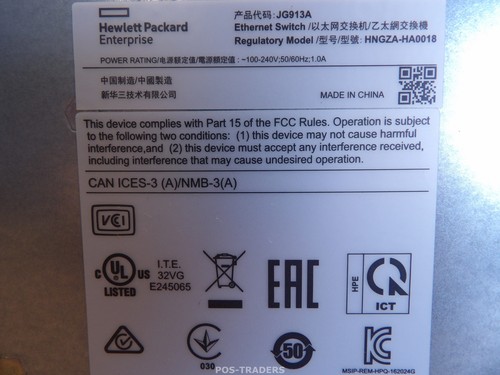 Hewlett Packard
Enterprise
产品代码: JG913A
Ethernet Switch /以太网交换机/乙太網交換機
Regulatory Model /型号/型號: HNGZA-HA0018
POWER RATING/电源额定值/電源額定值: ~100-240V;50/60Hz;1.0A
中国制造/中國製造
新华三技术有限公司
MADE IN CHINA
This device complies with Part 15 of the FCC Rules. Operation is subject
to the following two conditions: (1) this device may not cause harmful
interference,and (2) this device must accept any interference received,
including interference that may cause undesired operation.
CAN ICES-3 (A)/NMB-3(A)
VCI
C UL US
LISTED
I.T.E.
32VG
E245065
EAC
HPE
ICT
030
50
MSIP-REM-HPQ-162024G
POS-TRADERS